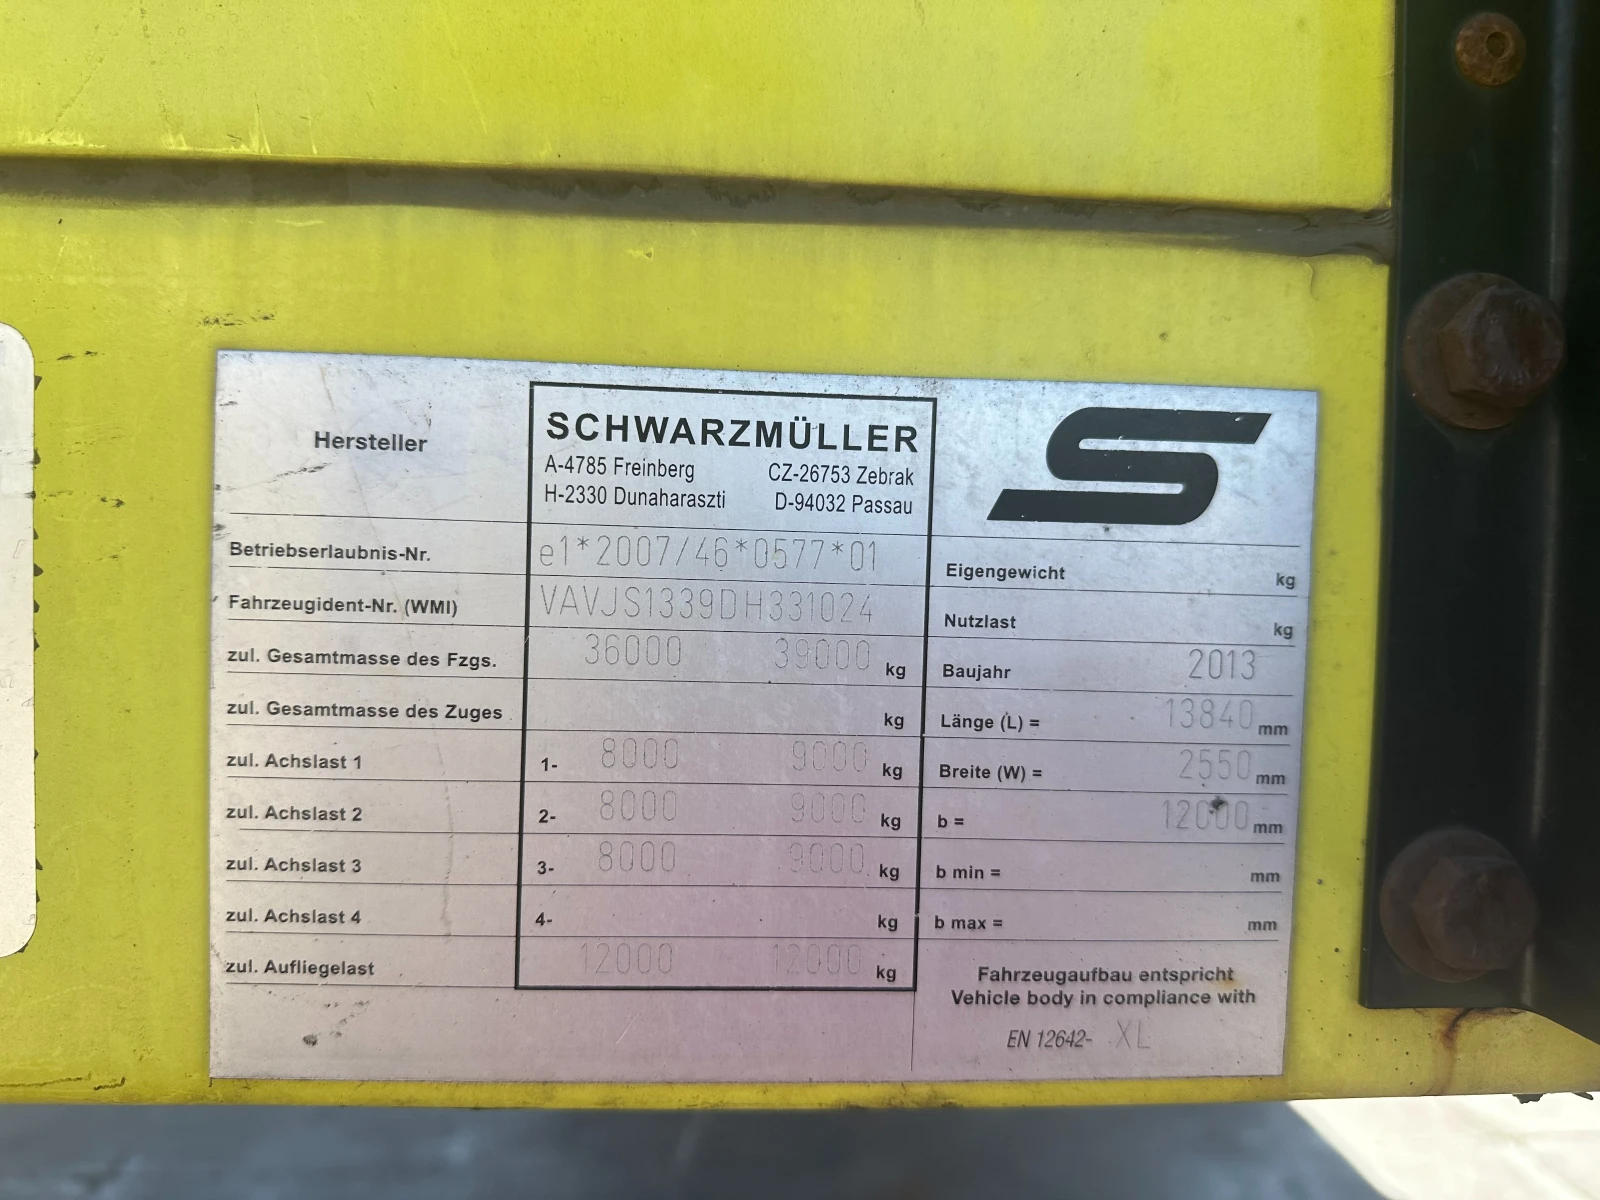 Hersteller
SCHWARZMÜLLER
A-4785 Freinberg CZ-26753 Zebrak
H-2330 Dunaharaszti D-94032 Passau
Betriebserlaubnis-Nr. e1*2007/46*0577*01
Fahrzeugident-Nr. (WMI) VAVJS1339DH331024
zul. Gesamtmasse des Fzgs. 36000 39000 kg
zul. Gesamtmasse des Zuges kg
zul. Achslast 1 1- 8000 9000 kg
zul. Achslast 2 2- 8000 9000 kg
zul. Achslast 3 3- 8000 9000 kg
zul. Achslast 4 4- kg
zul. Aufliegelast 12000 12000 kg
Eigengewicht kg
Nutzlast kg
Baujahr 2013
Länge (L) = 13840 mm
Breite (W) = 2550 mm
b = 12000 mm
b min = mm
b max = mm
Fahrzeugaufbau entspricht
Vehicle body in compliance with
EN 12642- XL